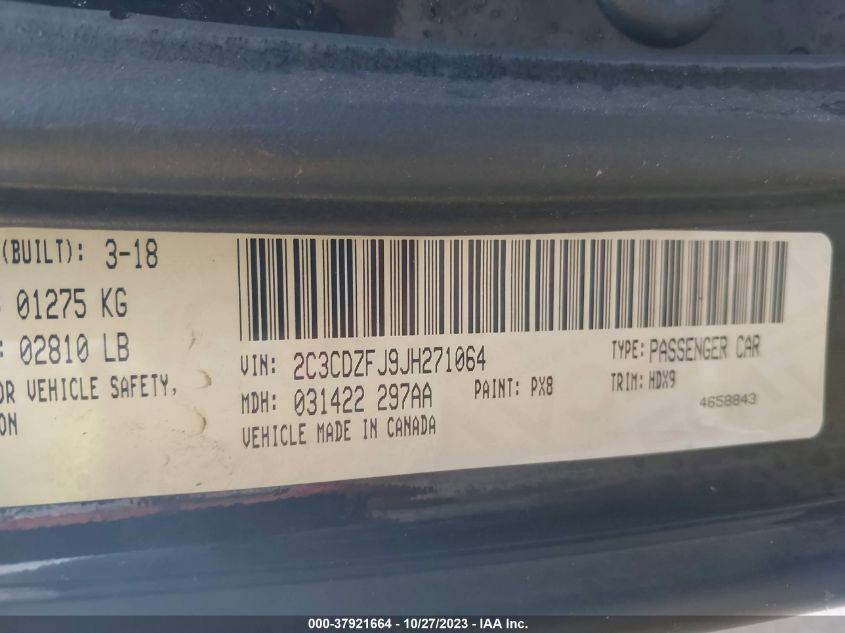 (BUILT): 3-18
01275 KG
: 02810 LB
OR VEHICLE SAFETY,
ON
VIN: 2C3CDZFJ9JH271064
TYPE: PASSENGER CAR
MDH: 031422 297AA
PAINT: PX8
TRIM: HDX9
VEHICLE MADE IN CANADA
4658843
000-37921664 | 10/27/2023 - IAA Inc.